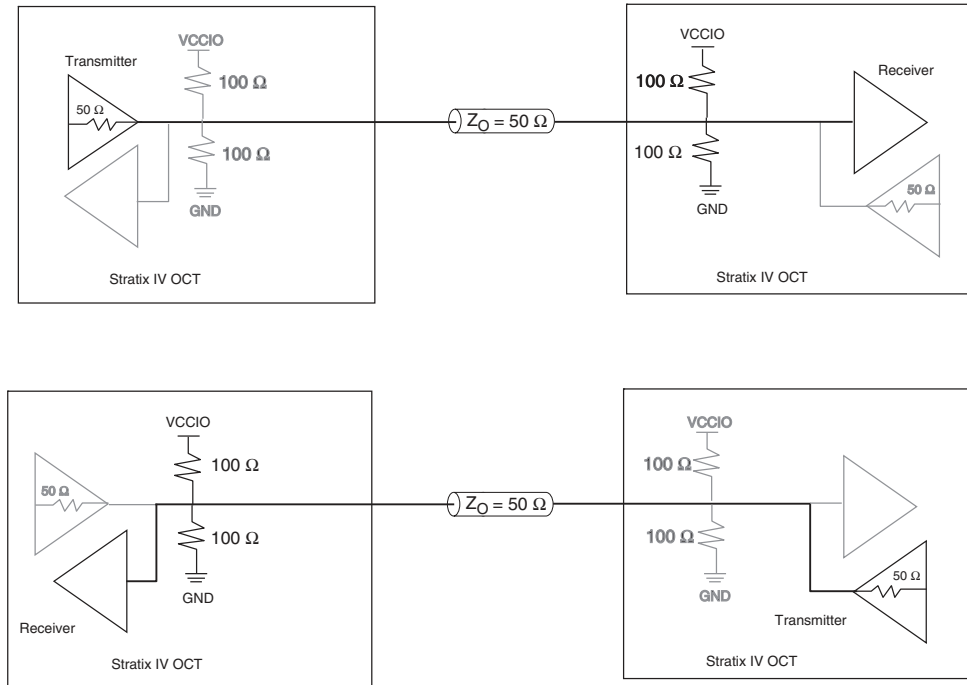 VCCIO
Transmitter
100 Ω
50 Ω
100 Ω
GND
Stratix IV OCT
Z_O = 50 Ω
VCCIO
Receiver
100 Ω
100 Ω
50 Ω
GND
Stratix IV OCT
VCCIO
100 Ω
50 Ω
100 Ω
GND
Receiver
Stratix IV OCT
Z_O = 50 Ω
VCCIO
100 Ω
100 Ω
50 Ω
GND
Transmitter
Stratix IV OCT